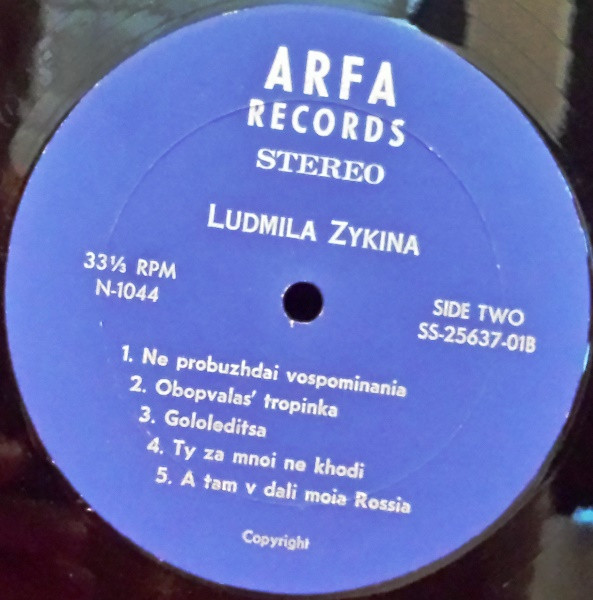 ARFA
RECORDS
STEREO
LUDMILA ZYKINA
33⅓ RPM
N-1044
SIDE TWO
SS-25637-01B
1. Ne probuzhdai vospominania
2. Obopvalas' tropinka
3. Gololeditsa
4. Ty za mnoi ne khodi
5. A tam v dali moia Rossia
Copyright